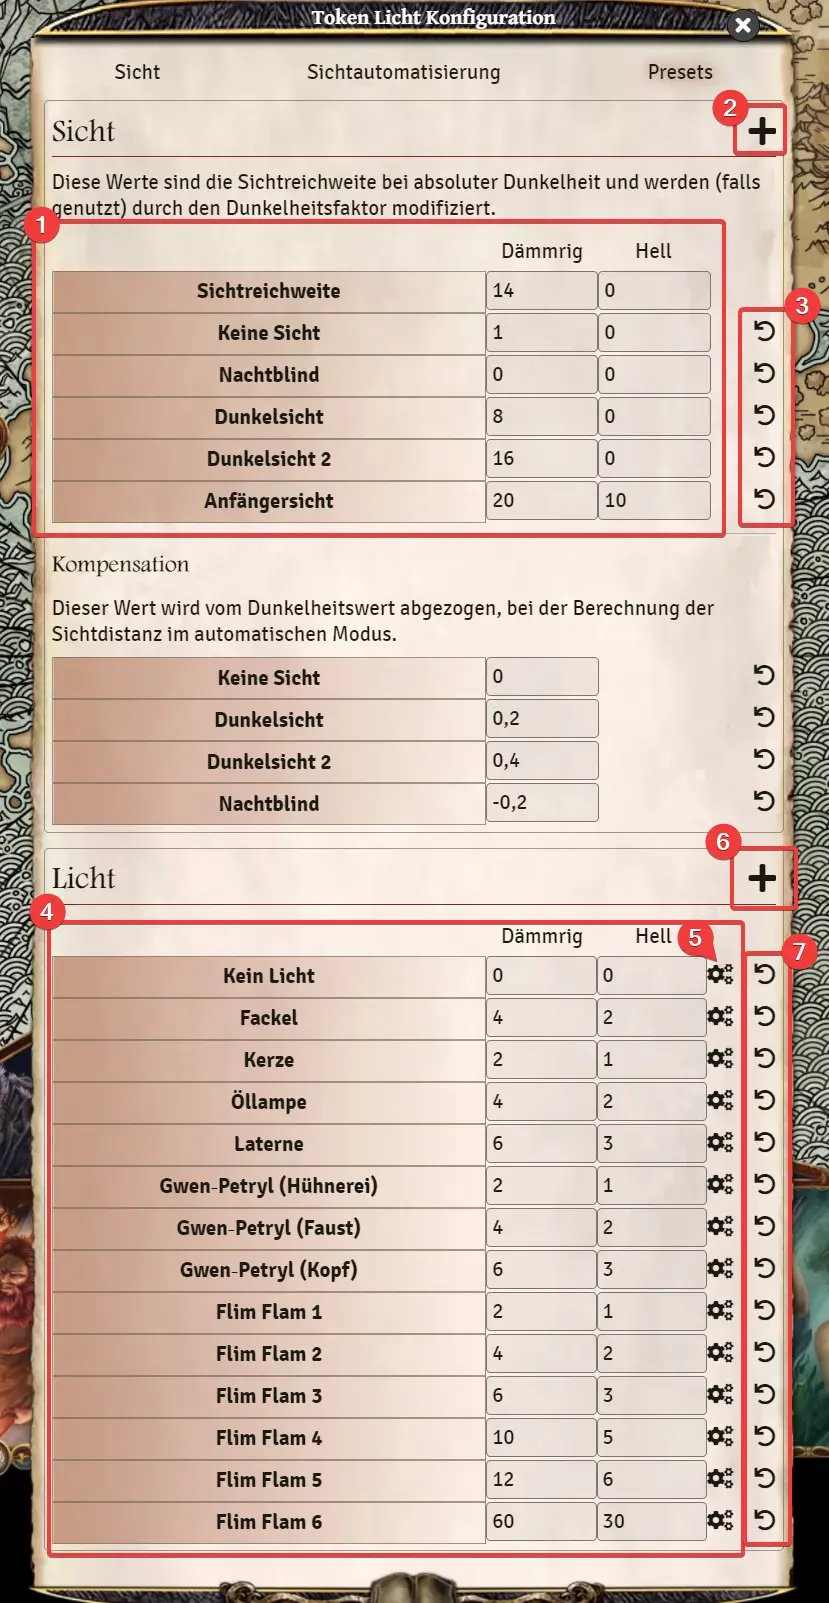 Token Licht Konfiguration
Sicht Sichtautomatisierung Presets
2
Sicht
Diese Werte sind die Sichtreichweite bei absoluter Dunkelheit und werden (falls
genutzt) durch den Dunkelheitsfaktor modifiziert.
1
Dämmrig Hell
Sichtreichweite 14 0
3
Keine Sicht 1 0
Nachtblind 0 0
Dunkelsicht 8 0
Dunkelsicht 2 16 0
Anfängersicht 20 10
Kompensation
Dieser Wert wird vom Dunkelheitswert abgezogen, bei der Berechnung der
Sichtdistanz im automatischen Modus.
Keine Sicht 0
Dunkelsicht 0,2
Dunkelsicht 2 0,4
Nachtblind -0,2
6
Licht
4
Dämmrig Hell 5
7
Kein Licht 0 0
Fackel 4 2
Kerze 2 1
Öllampe 4 2
Laterne 6 3
Gwen-Petryl (Hühnerei) 2 1
Gwen-Petryl (Faust) 4 2
Gwen-Petryl (Kopf) 6 3
Flim Flam 1 2 1
Flim Flam 2 4 2
Flim Flam 3 6 3
Flim Flam 4 10 5
Flim Flam 5 12 6
Flim Flam 6 60 30